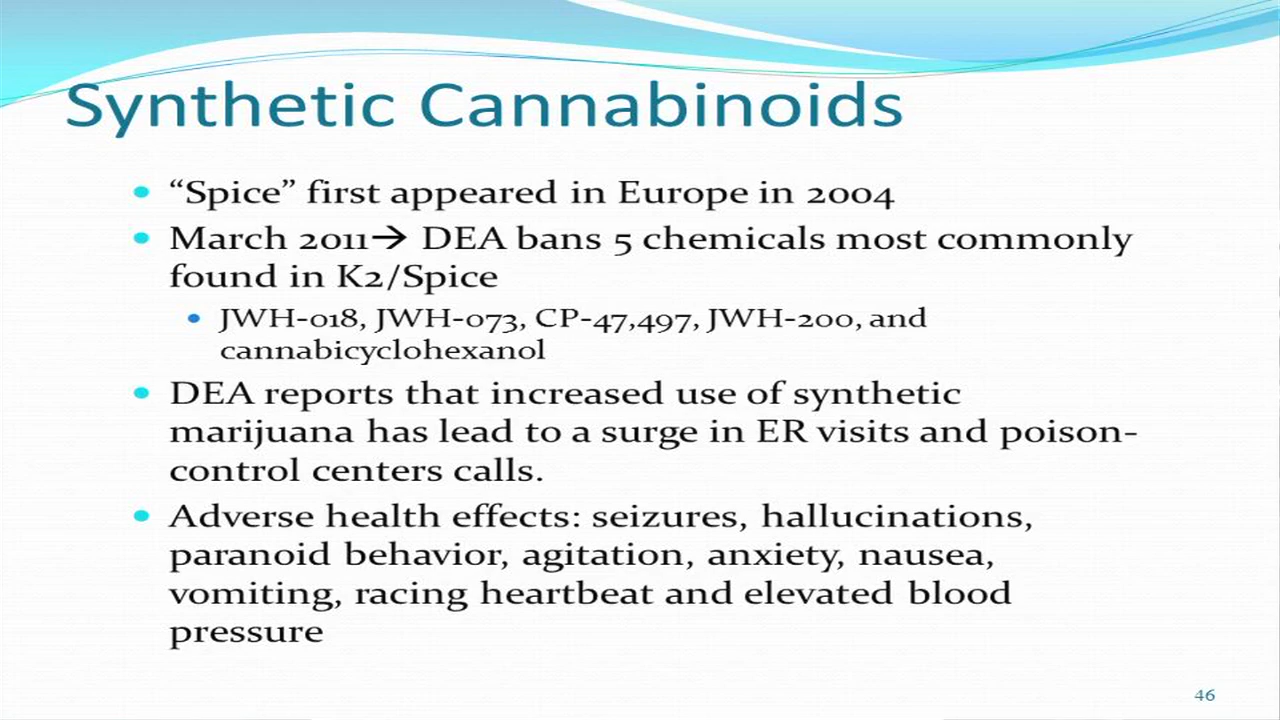 Synthetic Cannabinoids
• “Spice” first appeared in Europe in 2004
• March 2011→ DEA bans 5 chemicals most commonly
found in K2/Spice
• JWH-018, JWH-073, CP-47,497, JWH-200, and
cannabicyclohexanol
• DEA reports that increased use of synthetic
marijuana has lead to a surge in ER visits and poison-
control centers calls.
• Adverse health effects: seizures, hallucinations,
paranoid behavior, agitation, anxiety, nausea,
vomiting, racing heartbeat and elevated blood
pressure
46